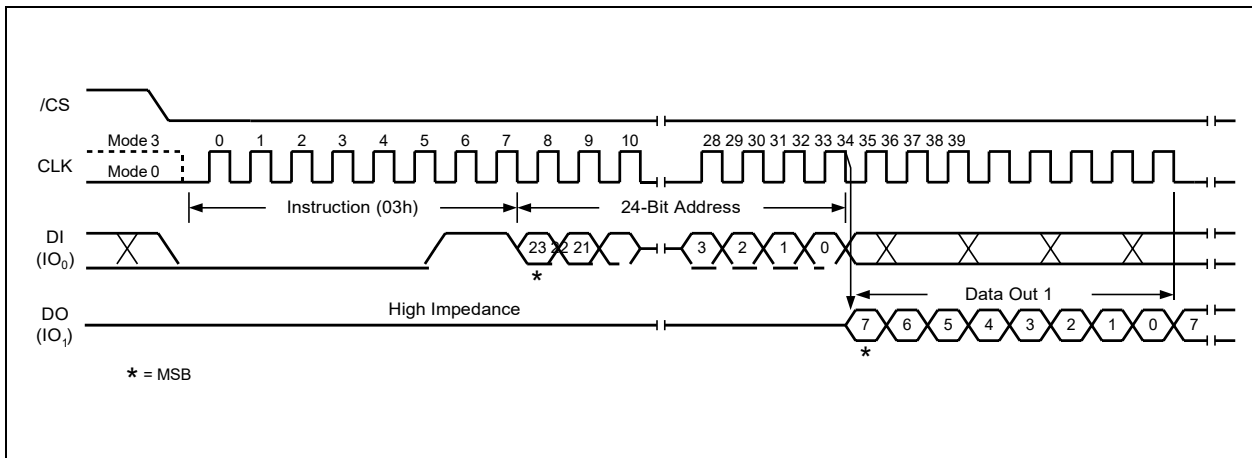 /CS
Mode 3 0 1 2 3 4 5 6 7 8 9 10 28 29 30 31 32 33 34 35 36 37 38 39
CLK
Mode 0
Instruction (03h) 24-Bit Address
DI
(IO0)
23 22 21 3 2 1 0
*
High Impedance Data Out 1
DO
(IO1)
7 6 5 4 3 2 1 0 7
*
* = MSB